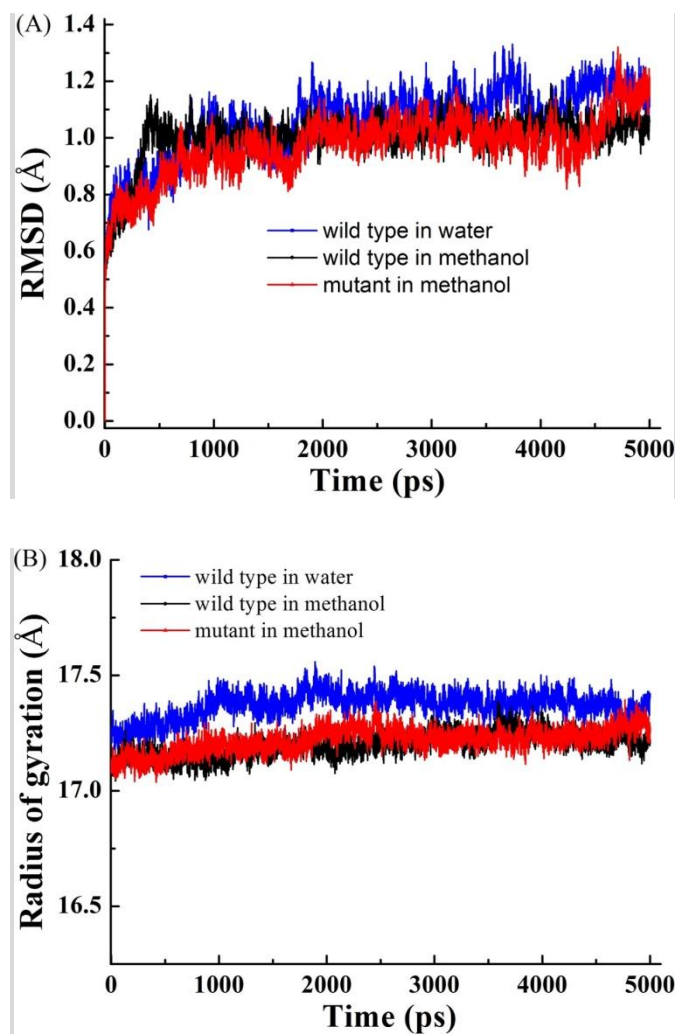 (A)
1.4
1.2
1.0
0.8
0.6
0.4
0.2
0.0
RMSD (Å)
wild type in water
wild type in methanol
mutant in methanol
0 1000 2000 3000 4000 5000
Time (ps)
(B)
18.0
17.5
17.0
16.5
Radius of gyration (Å)
wild type in water
wild type in methanol
mutant in methanol
0 1000 2000 3000 4000 5000
Time (ps)